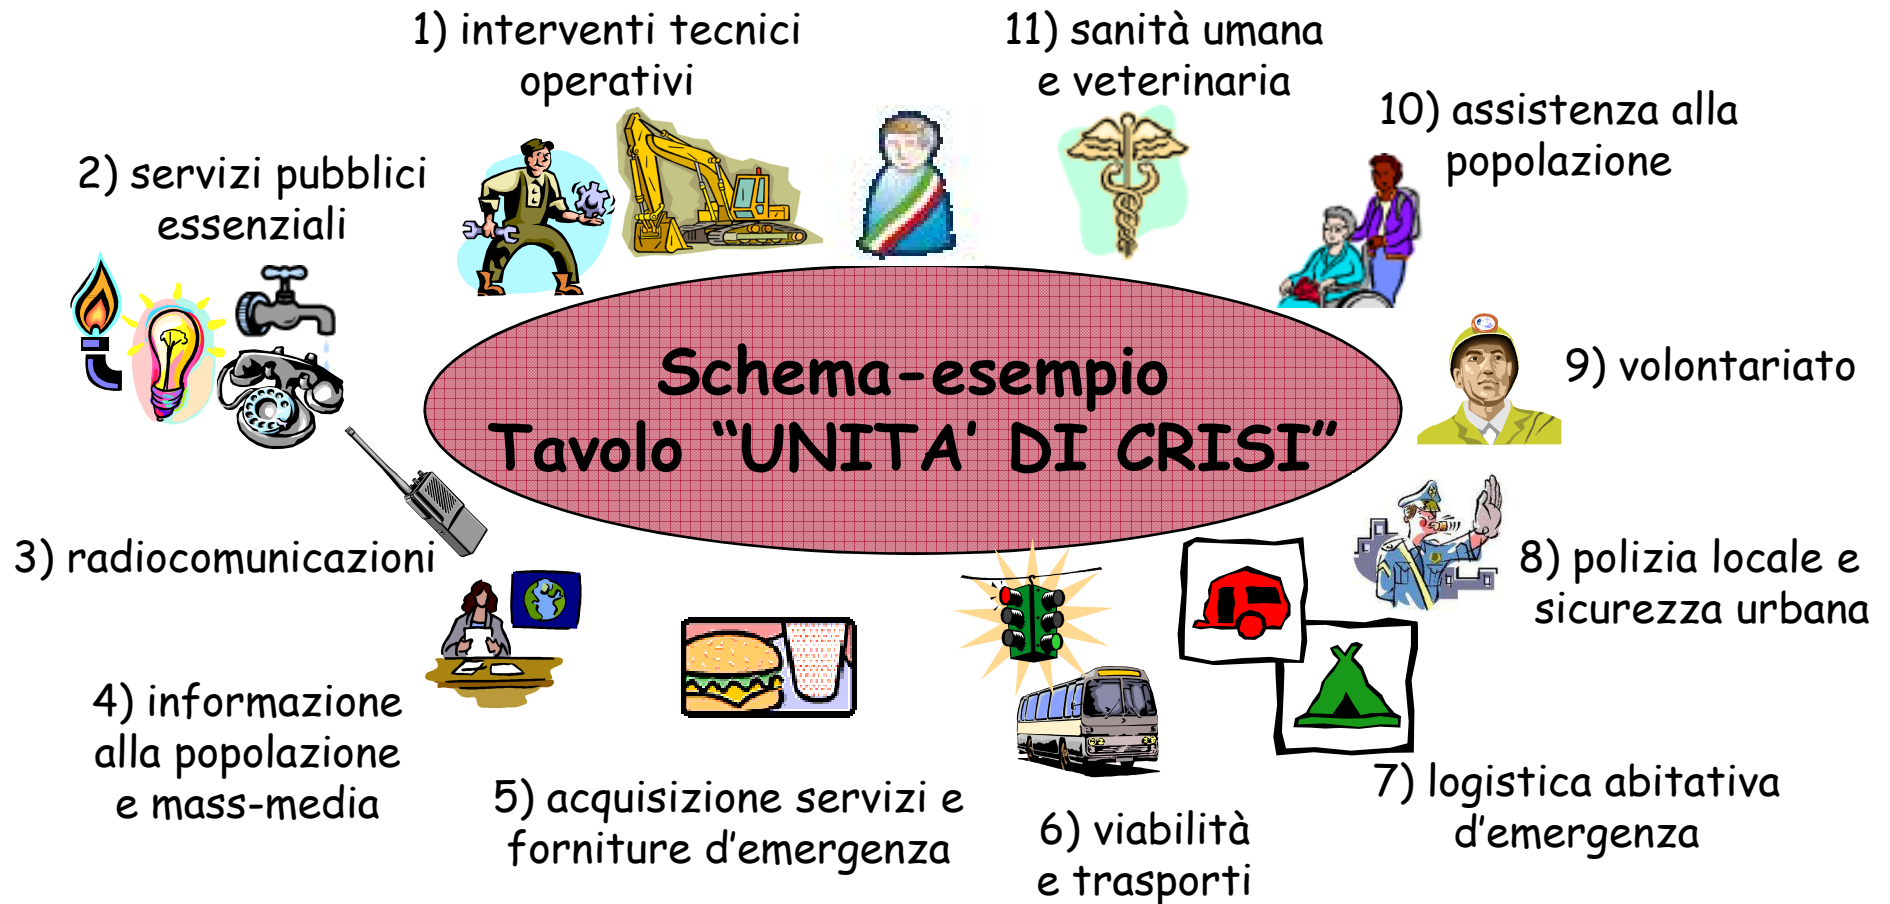 1) interventi tecnici
operativi
11) sanità umana
e veterinaria
10) assistenza alla
popolazione
2) servizi pubblici
essenziali
Schema-esempio
Tavolo “UNITA’ DI CRISI”
9) volontariato
3) radiocomunicazioni
8) polizia locale e
sicurezza urbana
4) informazione
alla popolazione
e mass-media
5) acquisizione servizi e
forniture d’emergenza
6) viabilità
e trasporti
7) logistica abitativa
d’emergenza